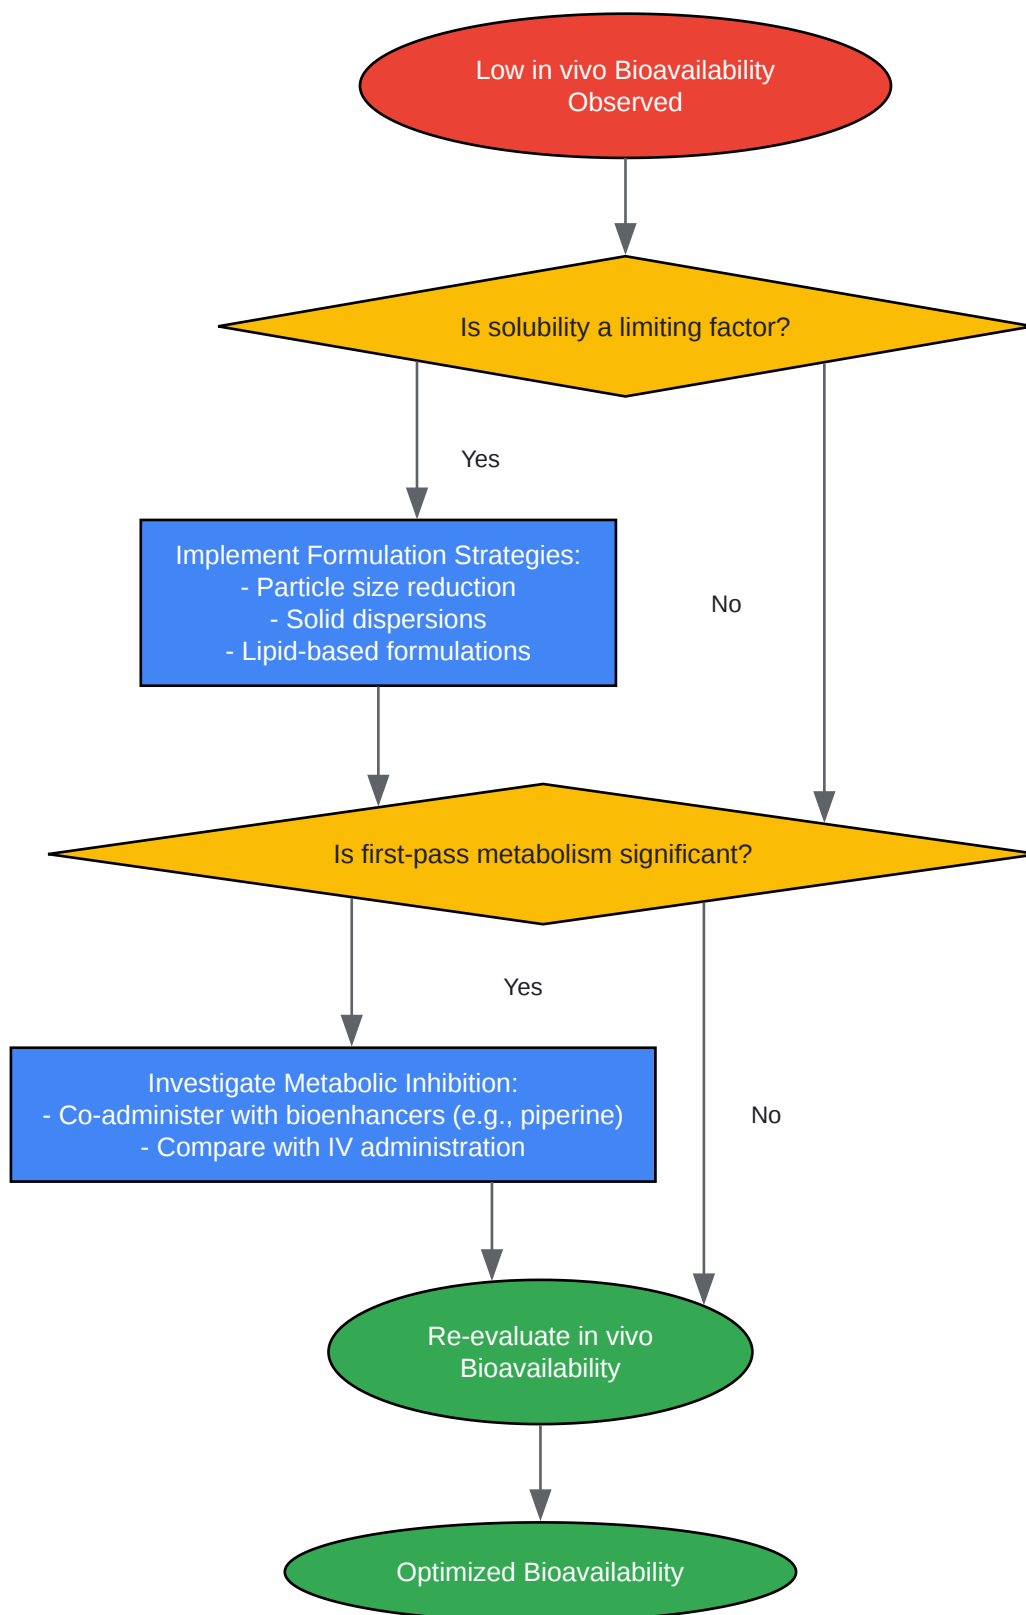 Low in vivo Bioavailability
Observed
Is solubility a limiting factor?
Yes
Implement Formulation Strategies:
- Particle size reduction
- Solid dispersions
- Lipid-based formulations
No
Is first-pass metabolism significant?
Yes
Investigate Metabolic Inhibition:
- Co-administer with bioenhancers (e.g., piperine)
- Compare with IV administration
No
Re-evaluate in vivo
Bioavailability
Optimized Bioavailability